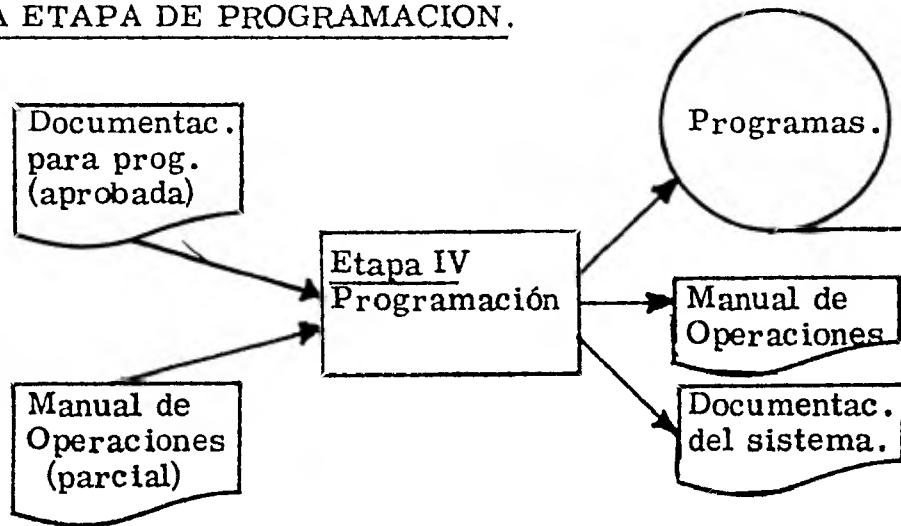 A ETAPA DE PROGRAMACION.
Documentac.
para prog.
(aprobada)
Programas.
Etapa IV
Programación
Manual de
Operaciones
Manual de
Operaciones
(parcial)
Documentac.
del sistema.